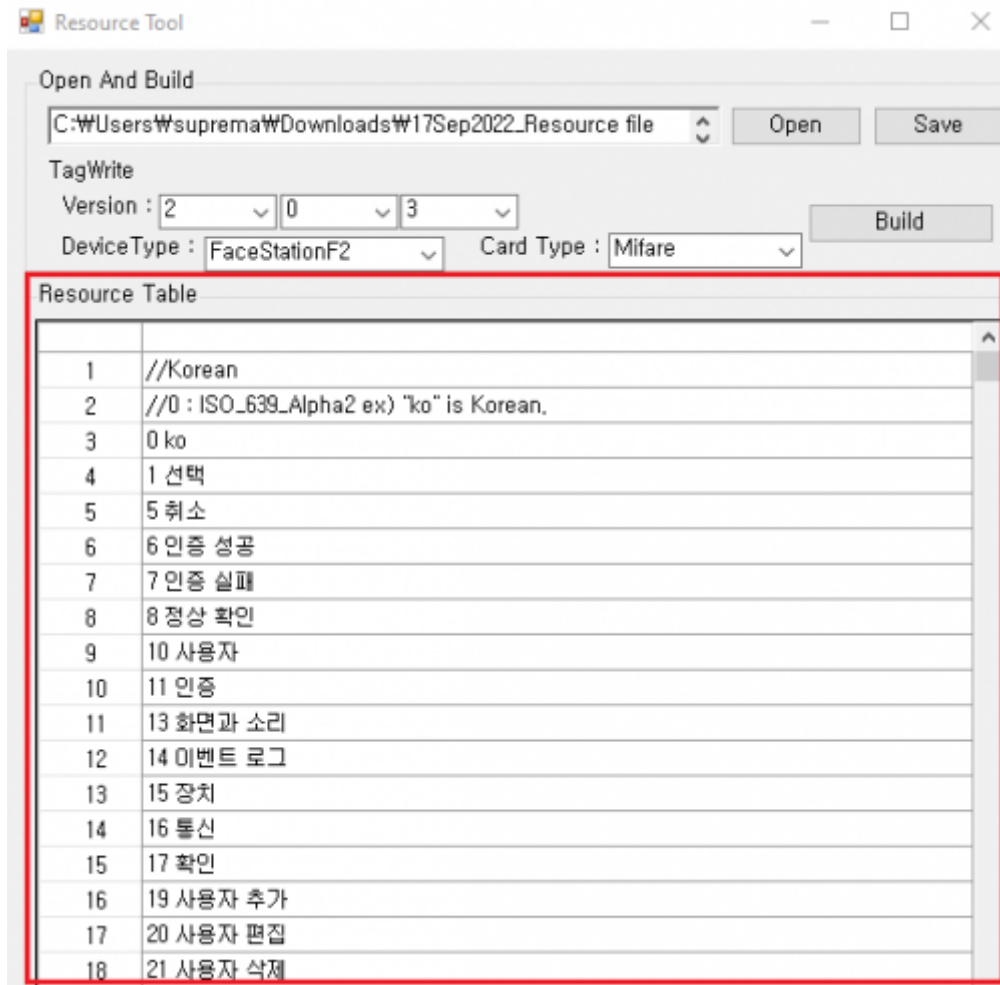 Resource Tool
Open And Build
C:₩Users₩suprema₩Downloads₩17Sep2022_Resource file
Open
Save
TagWrite
Version : 2 0 3
Build
DeviceType : FaceStationF2 Card Type : Mifare
Resource Table
1 //Korean
2 //0 : ISO_639_Alpha2 ex) "ko" is Korean.
3 0 ko
4 1 선택
5 5 취소
6 6 인증 성공
7 7 인증 실패
8 8 정상 확인
9 10 사용자
10 11 인증
11 13 화면과 소리
12 14 이벤트 로그
13 15 장치
14 16 통신
15 17 확인
16 19 사용자 추가
17 20 사용자 편집
18 21 사용자 삭제